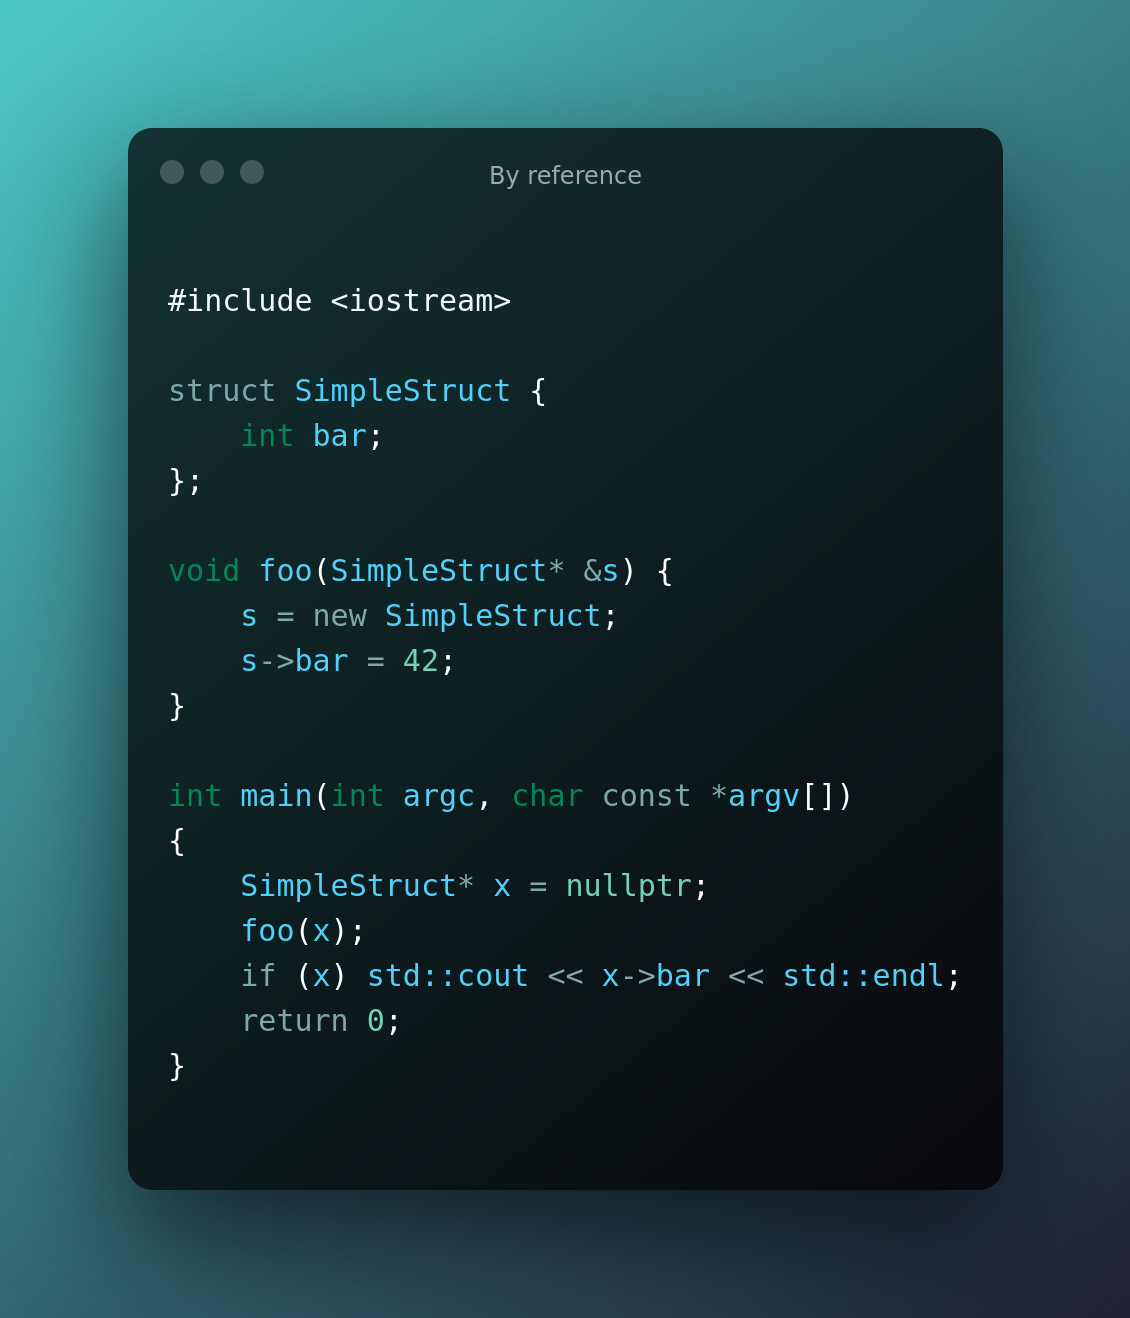 By reference
#include <iostream>
struct SimpleStruct {
    int bar;
};
void foo(SimpleStruct* &s) {
    s = new SimpleStruct;
    s->bar = 42;
}
int main(int argc, char const *argv[])
{
    SimpleStruct* x = nullptr;
    foo(x);
    if (x) std::cout << x->bar << std::endl;
    return 0;
}